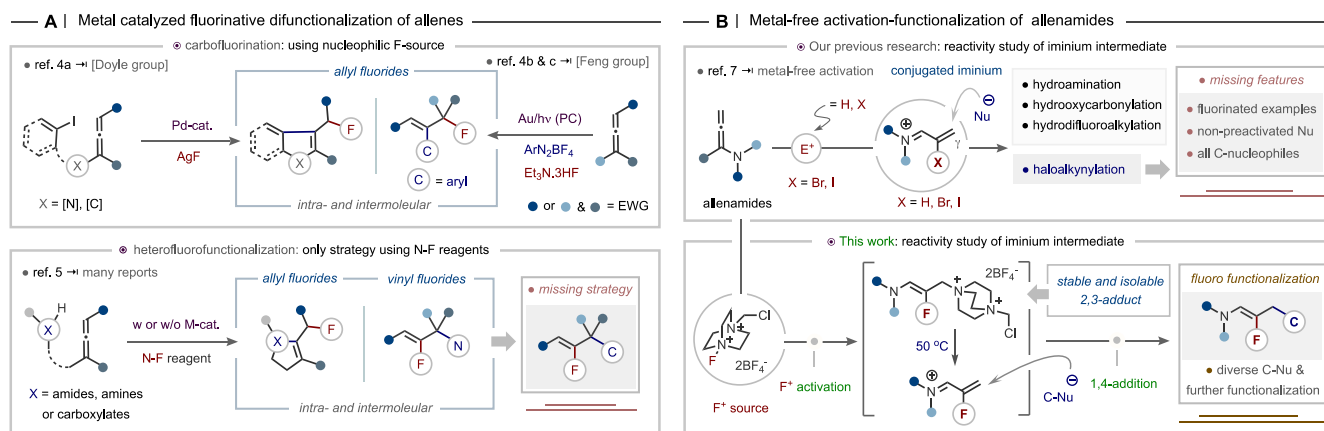 A | Metal catalyzed fluorinative difunctionalization of allenes
carbofluorination: using nucleophilic F-source
ref. 4a → [Doyle group]
allyl fluorides
ref. 4b & c → [Feng group]
I
X
X = [N], [C]
Pd-cat.
AgF
F
X
F
C
C = aryl
intra- and intermolecular
Au/hν (PC)
ArN2BF4
Et3N.3HF
or & = EWG
heterofluorofunctionalization: only strategy using N-F reagents
ref. 5 → many reports
H
X
X = amides, amines
or carboxylates
w or w/o M-cat.
N-F reagent
allyl fluorides
vinyl fluorides
F
X
F
N
intra- and intermolecular
missing strategy
F
C
B | Metal-free activation-functionalization of allenamides
Our previous research: reactivity study of iminium intermediate
ref. 7 → metal-free activation
N
allenamides
= H, X
E+
X = Br, I
conjugated iminium
⊕
N
X
γ
X = H, Br, I
⊖
Nu
hydroamination
hydrooxycarbonylation
hydrodifluoroalkylation
haloalkynylation
missing features
fluorinated examples
non-preactivated Nu
all C-nucleophiles
This work: reactivity study of iminium intermediate
Cl
N
+
N
+
F
2BF4-
F+ source
F+
activation
2BF4-
N
F
+
N
N
+
Cl
50 °C
⊕
N
F
stable and isolable
2,3-adduct
⊖
C-Nu
1,4-addition
fluoro functionalization
N
F
C
diverse C-Nu &
further functionalization